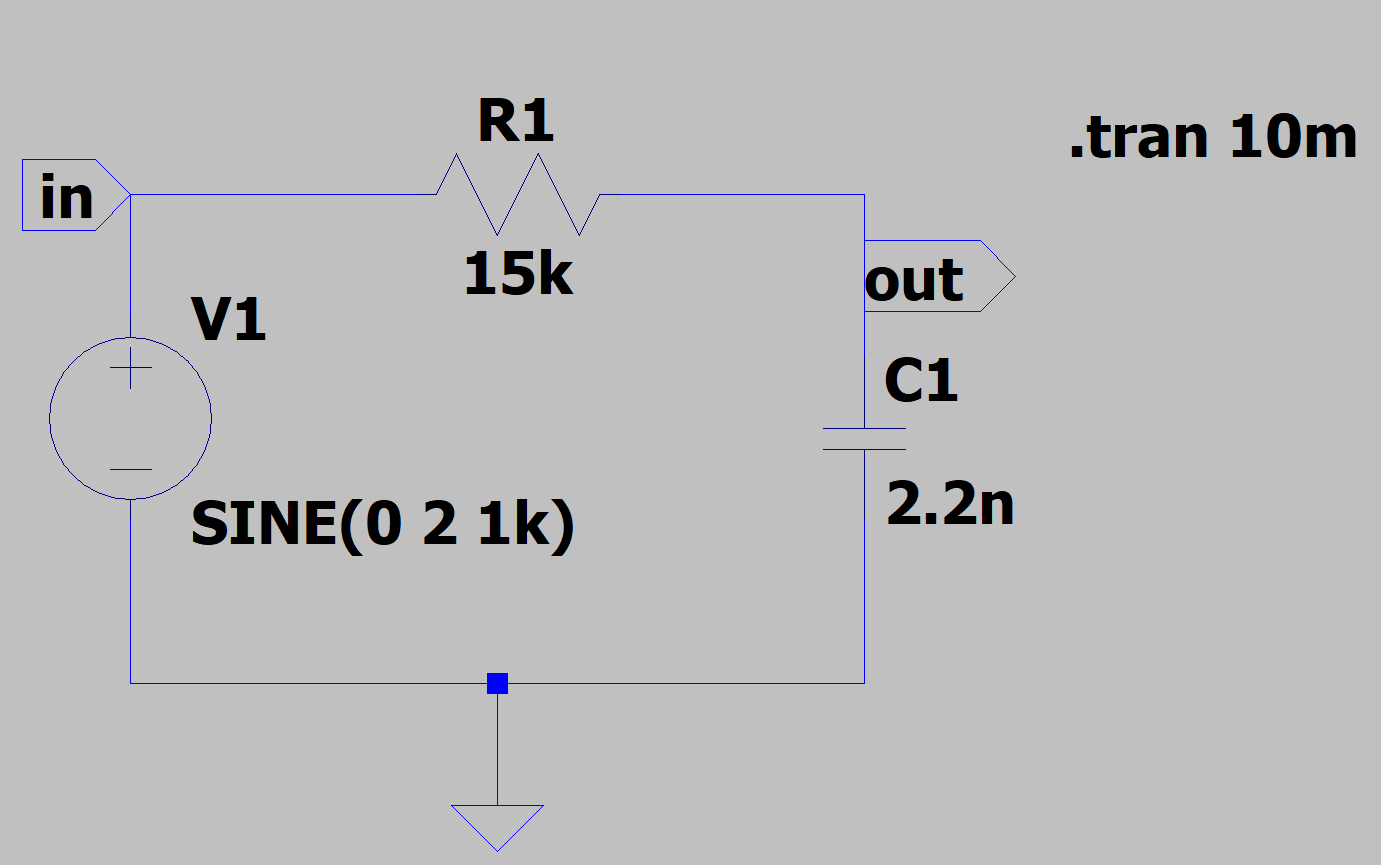 R1
.tran 10m
in
15k
out
V1
C1
SINE(0 2 1k)
2.2n